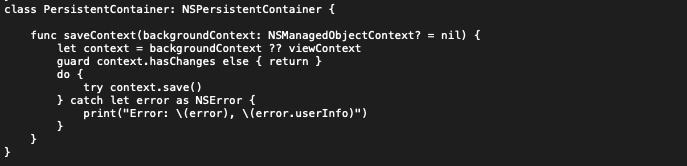 class PersistentContainer: NSPersistentContainer {
func saveContext(backgroundContext: NSManagedObjectContext? = nil) {
let context = backgroundContext ?? viewContext
guard context.hasChanges else { return }
do {
try context.save()
} catch let error as NSError {
print("Error: \(error), \(error.userInfo)")
}
}
}